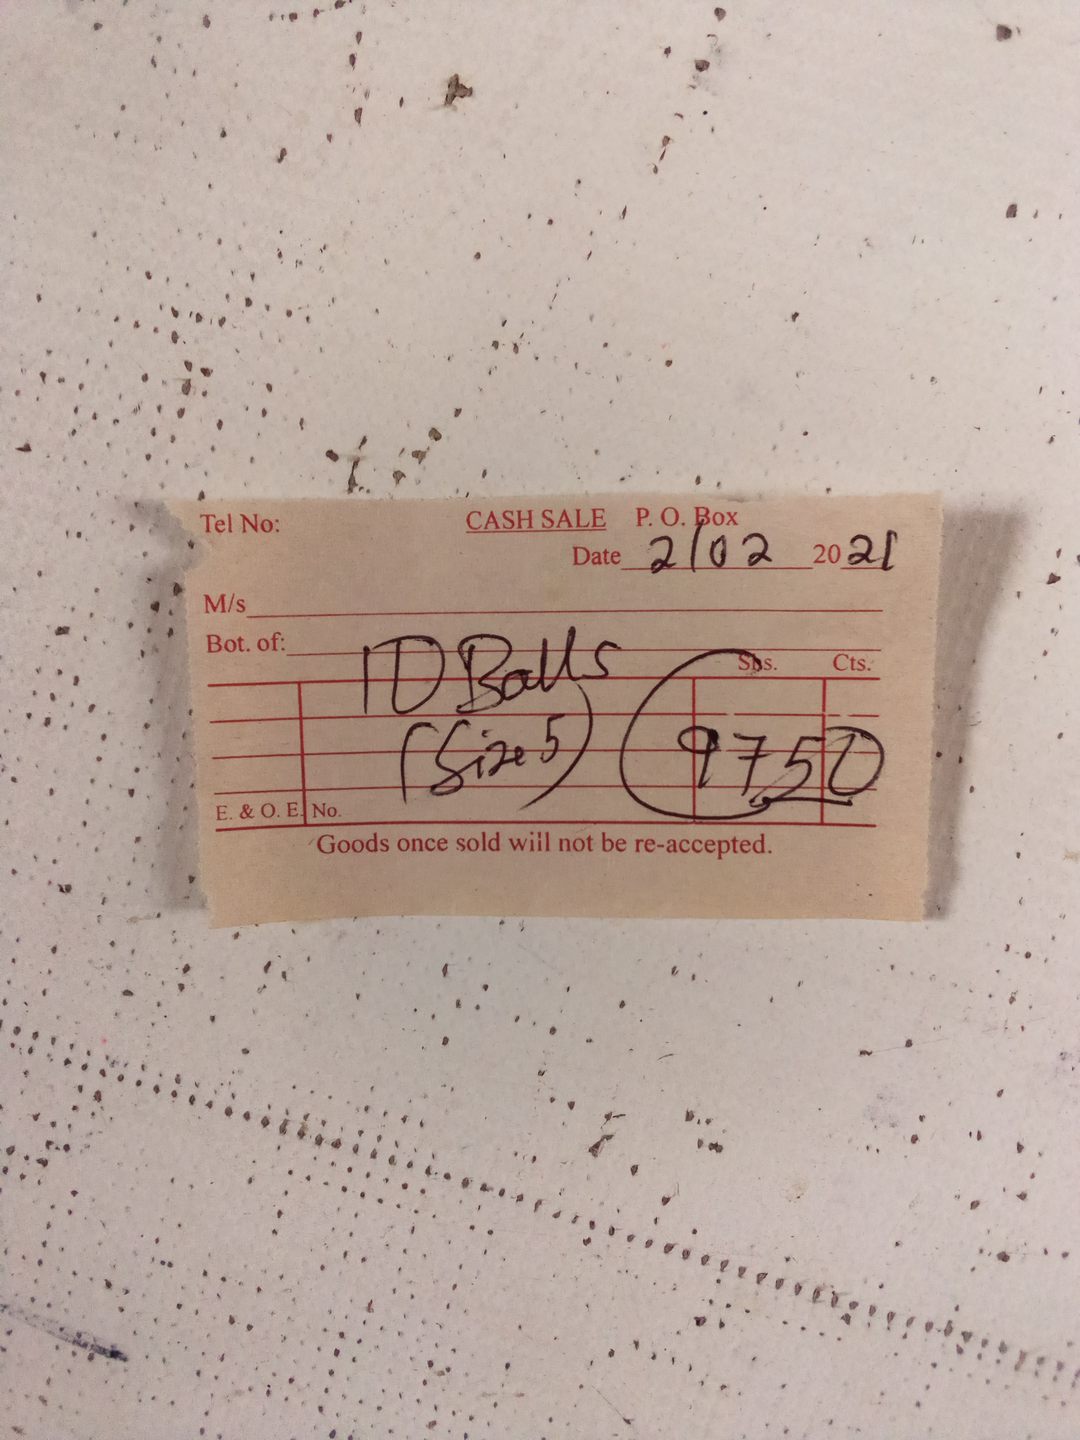 Tel No: CASH SALE P. O. Box
Date 2/02 2021
M/s
Bot. of:
10 Balls
Shs. Cts.
(Size 5) 9750
E. & O. E. No.
Goods once sold will not be re-accepted.